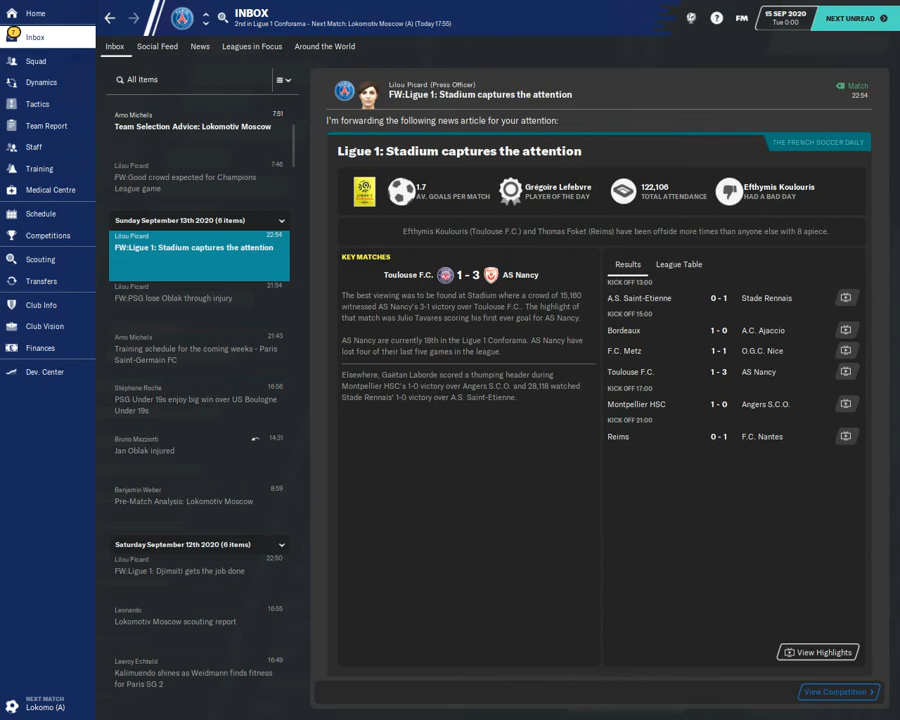 Home
7
Inbox
Squad
Dynamics
Tactics
Team Report
Staff
Training
Medical Centre
Schedule
Competitions
Scouting
Transfers
Club Info
Club Vision
Finances
Dev. Center
NEXT MATCH
Lokomo (A)
INBOX
2nd in Ligue 1 Conforama - Next Match: Lokomotiv Moscow (A) (Today 17:55)
FM
15 SEP 2020
Tue 0:00
NEXT UNREAD
Inbox
Social Feed
News
Leagues in Focus
Around the World
All Items
Arno Michels
7:51
Team Selection Advice: Lokomotiv Moscow
Lilou Picard
7:46
FW:Good crowd expected for Champions
League game
Sunday September 13th 2020 (6 items)
Lilou Picard
22:54
FW:Ligue 1: Stadium captures the attention
Lilou Picard
21:54
FW:PSG lose Oblak through injury
Arno Michels
21:43
Training schedule for the coming weeks - Paris
Saint-Germain FC
Stéphane Roche
16:56
PSG Under 19s enjoy big win over US Boulogne
Under 19s
Bruno Mazziotti
14:31
Jan Oblak injured
Benjamin Weber
8:59
Pre-Match Analysis: Lokomotiv Moscow
Saturday September 12th 2020 (6 items)
Lilou Picard
22:50
FW:Ligue 1: Djimsiti gets the job done
Leonardo
16:55
Lokomotiv Moscow scouting report
Leeroy Echteld
16:49
Kalimuendo shines as Weidmann finds fitness
for Paris SG 2
Lilou Picard (Press Officer)
FW:Ligue 1: Stadium captures the attention
Match
22:54
I'm forwarding the following news article for your attention:
THE FRENCH SOCCER DAILY
Ligue 1: Stadium captures the attention
1.7
AV. GOALS PER MATCH
Grégoire Lefebvre
PLAYER OF THE DAY
122,106
TOTAL ATTENDANCE
Efthymis Koulouris
HAD A BAD DAY
Efthymis Koulouris (Toulouse F.C.) and Thomas Foket (Reims) have been offside more times than anyone else with 8 apiece.
KEY MATCHES
Toulouse F.C. 1 - 3 AS Nancy
The best viewing was to be found at Stadium where a crowd of 15,160
witnessed AS Nancy's 3-1 victory over Toulouse F.C.. The highlight of
that match was Julio Tavares scoring his first ever goal for AS Nancy.
AS Nancy are currently 18th in the Ligue 1 Conforama. AS Nancy have
lost four of their last five games in the league.
Elsewhere, Gaëtan Laborde scored a thumping header during
Montpellier HSC's 1-0 victory over Angers S.C.O. and 28,118 watched
Stade Rennais' 1-0 victory over A.S. Saint-Etienne.
Results
League Table
KICK OFF 13:00
A.S. Saint-Etienne 0 - 1 Stade Rennais
KICK OFF 15:00
Bordeaux 1 - 0 A.C. Ajaccio
F.C. Metz 1 - 1 O.G.C. Nice
Toulouse F.C. 1 - 3 AS Nancy
KICK OFF 17:00
Montpellier HSC 1 - 0 Angers S.C.O.
KICK OFF 21:00
Reims 0 - 1 F.C. Nantes
View Highlights
View Competition >